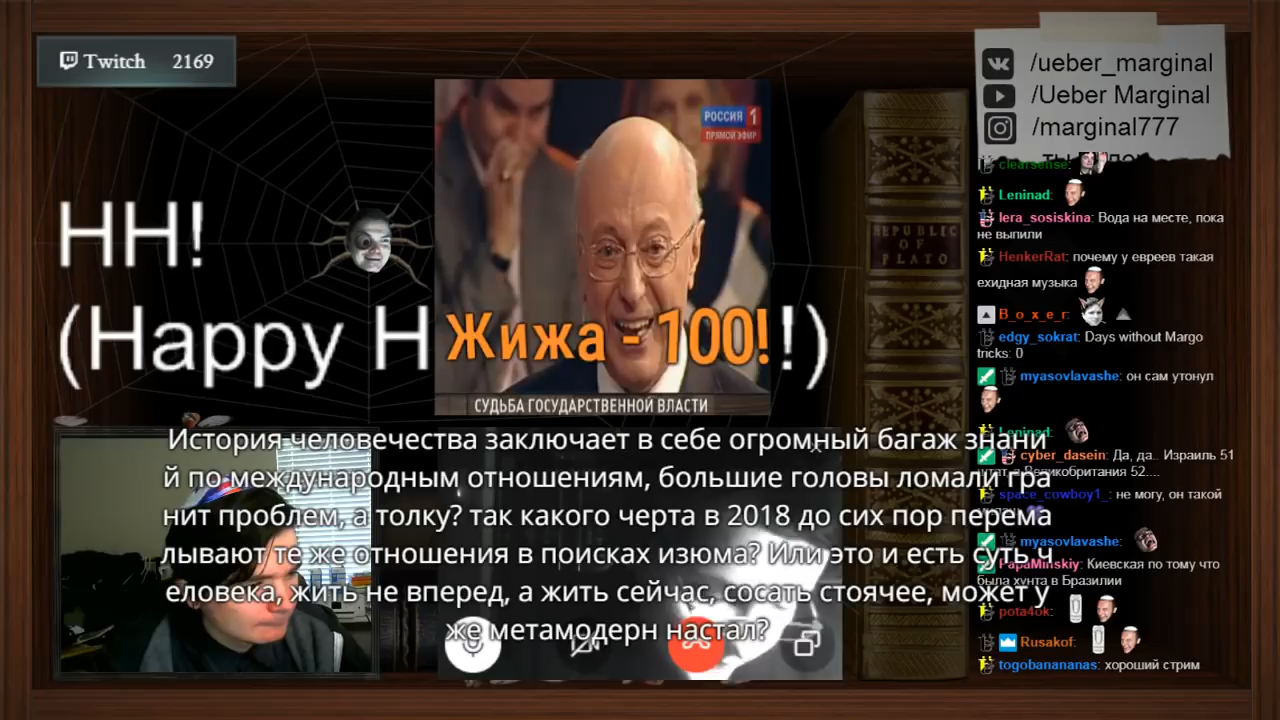 Twitch 2169
/ueber_marginal
/Ueber Marginal
/marginal777
РОССИЯ 1
ПРЯМОЙ ЭФИР
HH!
(Happy H !)
Жижа - 100!
СУДЬБА ГОСУДАРСТВЕННОЙ ВЛАСТИ
REPUBLIC
OF
PLATO
История человечества заключает в себе огромный багаж знани
й по международным отношениям, большие головы ломали гра
нит проблем, а толку? так какого черта в 2018 до сих пор перема
лывают те же отношения в поисках изюма? Или это и есть суть ч
еловека, жить не вперед, а жить сейчас, сосать стоячее, может у
же метамодерн настал?
clearsense:
Leninad:
lera_sosiskina: Вода на месте, пока
не выпили
HenkerRat: почему у евреев такая
ехидная музыка
B_o_x_e_r:
edgy_sokrat: Days without Margo
tricks: 0
myasovlavashe: он сам утонул
Leninad:
cyber_dasein: Да, да.. Израиль 51
штат, а Великобритания 52....
space_cowboy1_: не могу, он такой
myasovlavashe:
PapaMinskiy: Киевская по тому что
была хунта в Бразилии
pota4ok:
Rusakof:
togobanananas: хороший стрим